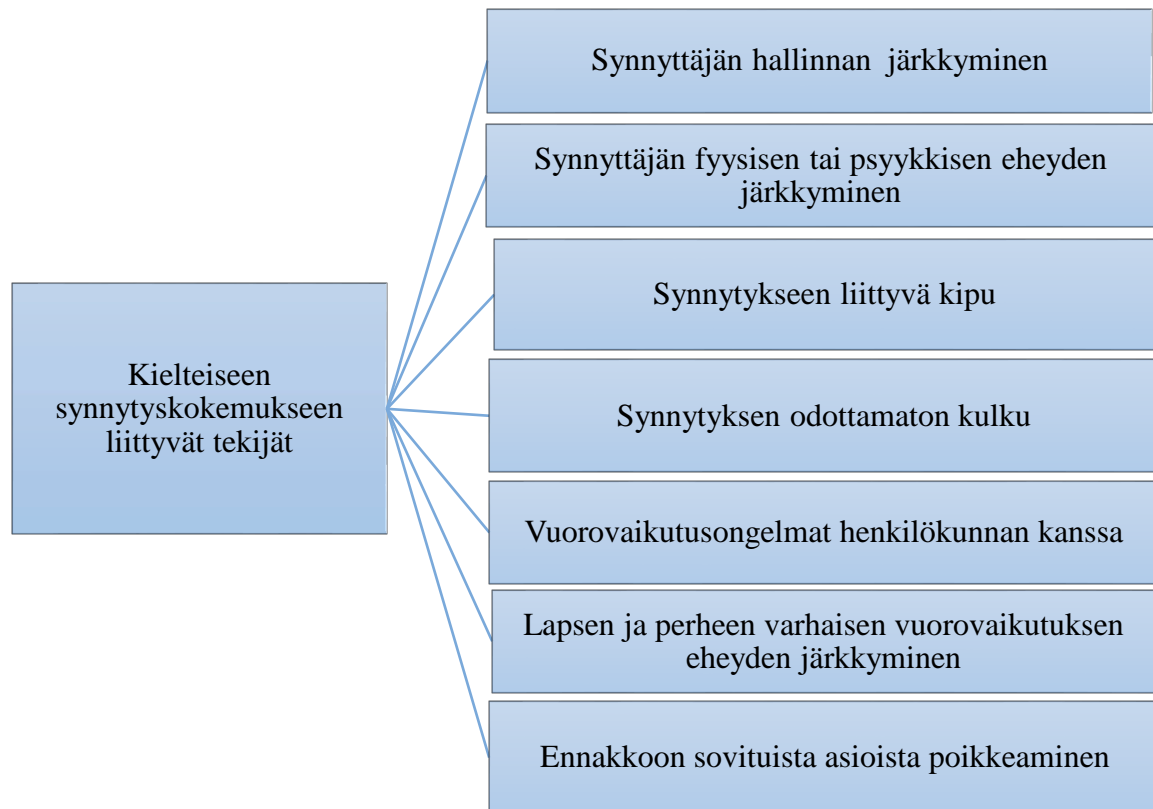 Synnyttäjän hallinnan järkkyminen
Synnyttäjän fyysisen tai psyykkisen eheyden
järkkyminen
Synnytykseen liittyvä kipu
Kielteiseen
synnytyskokemukseen
liittyvät tekijät
Synnytyksen odottamaton kulku
Vuorovaikutusongelmat henkilökunnan kanssa
Lapsen ja perheen varhaisen vuorovaikutuksen
eheyden järkkyminen
Ennakkoon sovituista asioista poikkeaminen